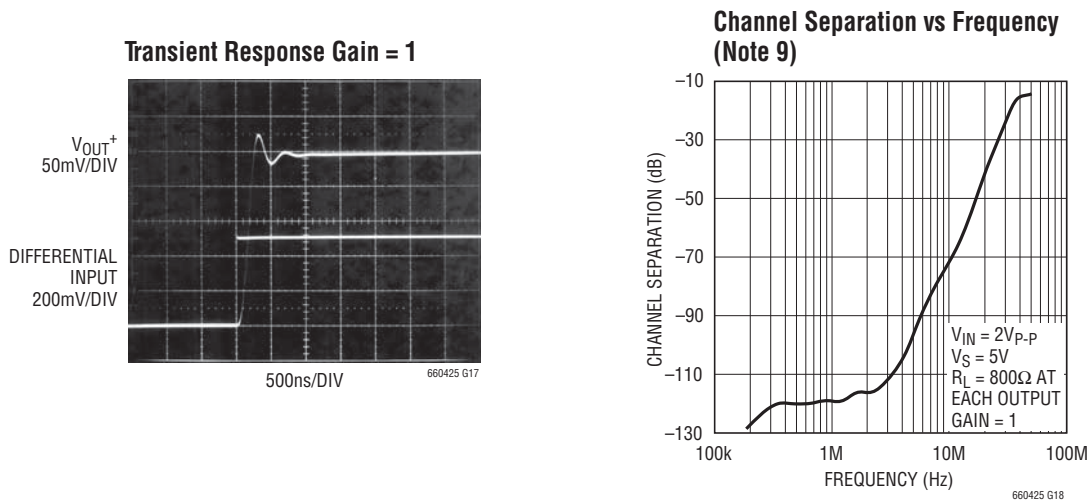 Transient Response Gain = 1
VOUT+
50mV/DIV
DIFFERENTIAL
INPUT
200mV/DIV
500ns/DIV
660425 G17
Channel Separation vs Frequency
(Note 9)
CHANNEL SEPARATION (dB)
–10
–30
–50
–70
–90
–110
–130
VIN = 2VP-P
VS = 5V
RL = 800Ω AT
EACH OUTPUT
GAIN = 1
100k 1M 10M 100M
FREQUENCY (Hz)
660425 G18